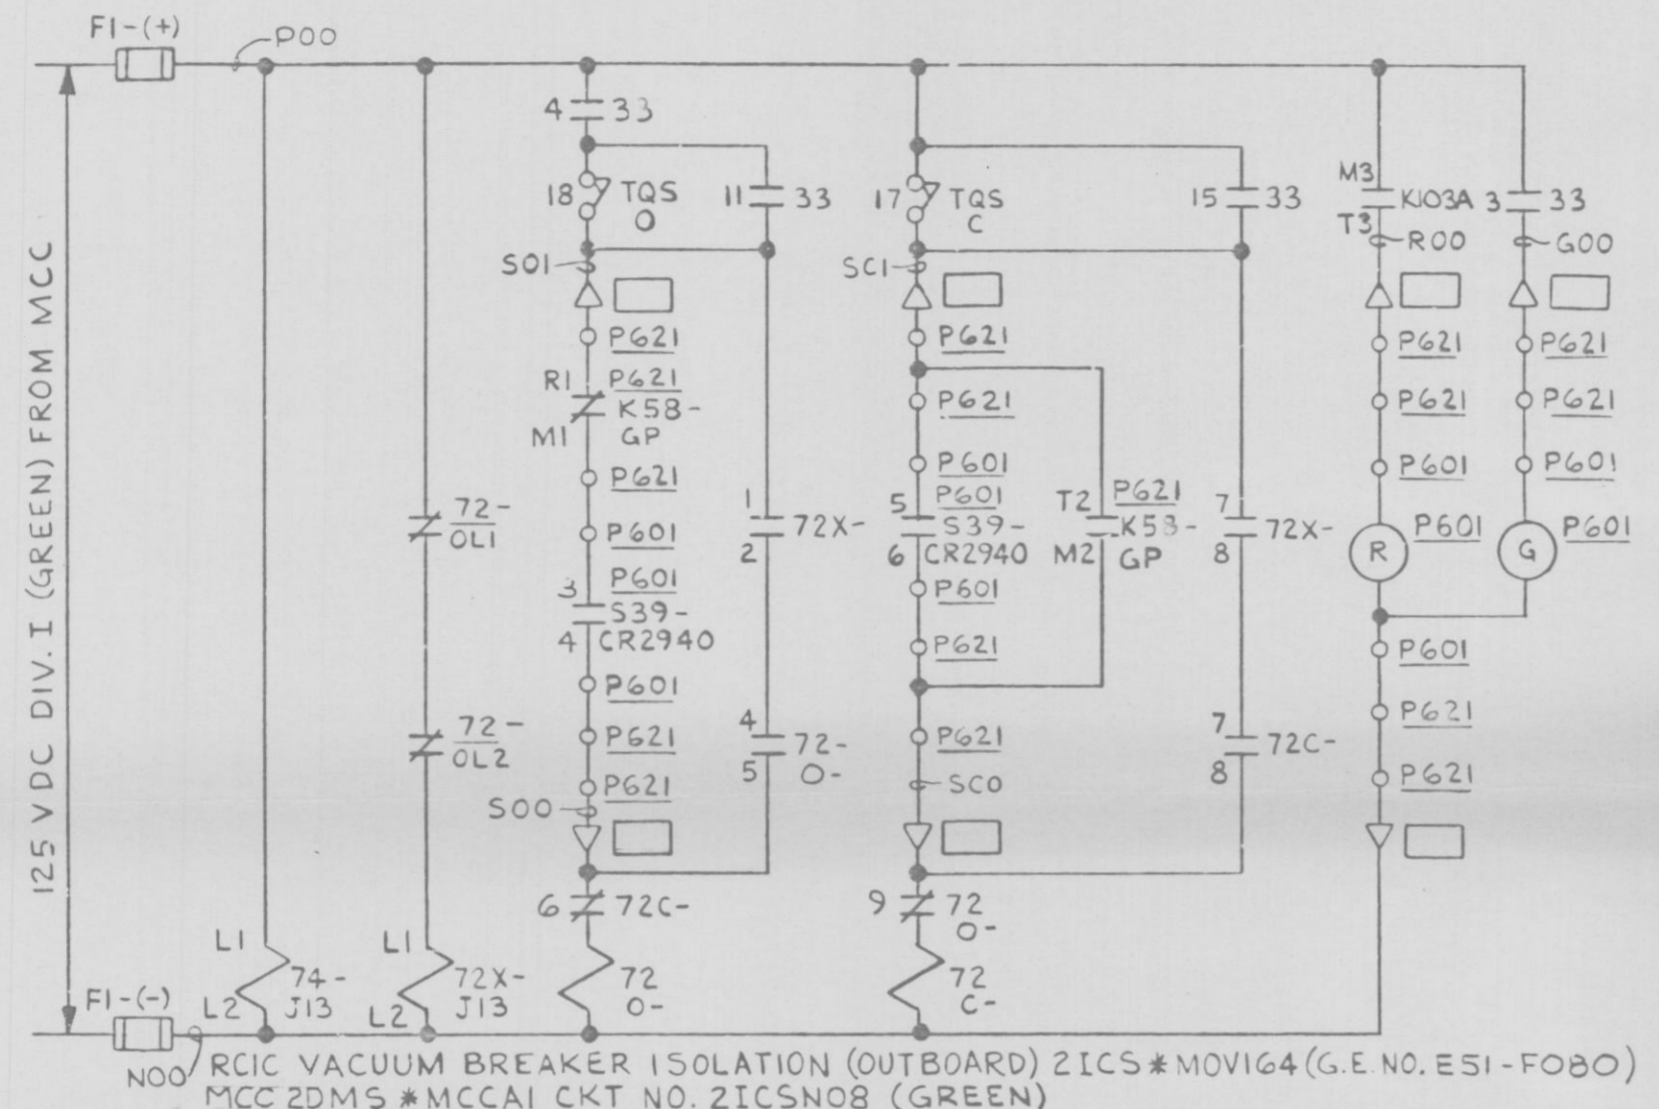 F1-(+)
P00
4 33
18 TQS
O
11 33
17 TQS
C
15 33
M3
K103A
T3
3 33
R00
G00
SO1
SC1
P621
P621
P621
P621
R1 P621
K58-
M1 GP
P621
P621
P621
P621
P601
P601
P601
P601
72-
OL1
P601
1
72X-
2
5 P601
S39-
6 CR2940
T2 P621
K58-
M2 GP
7
72X-
8
R P601
G P601
3 P601
S39-
4 CR2940
P601
P621
P601
P601
P621
P621
72-
OL2
4
72-
5 O-
P621
7
72C-
8
P621
P621
SO0
SC0
6 72C-
9 72
O-
L1
74-
L2 J13
L1
72X-
L2 J13
72
O-
72
C-
125 VDC DIV. I (GREEN) FROM MCC
F1-(-)
N00
RCIC VACUUM BREAKER ISOLATION (OUTBOARD) 2ICS*MOV164 (G.E. NO. E51-F080)
MCC 2DMS*MCCA1 CKT NO. 2ICSN08 (GREEN)